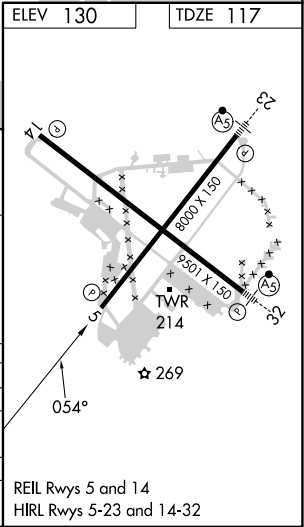 ELEV 130
TDZE 117
A5
23
14
P
P
8000 X 150
9501 X 150
A5
P
TWR
214
P
5
32
269
054°
REIL Rwys 5 and 14
HIRL Rwys 5-23 and 14-32